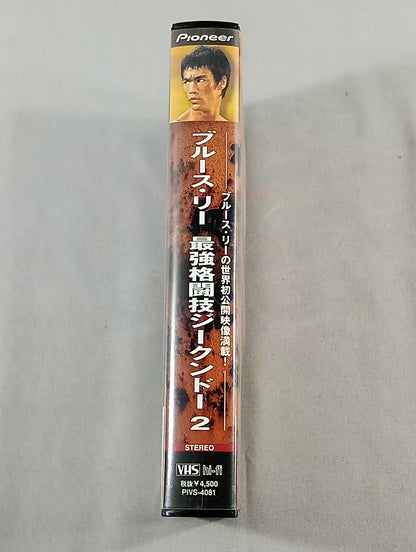 Pioneer
ブルース・リーの世界初公開映像満載！
ブルース・リー 最強格闘技ジークンドー 2
STEREO
VHS hi-fi
税抜￥4,500
PIVS-4081